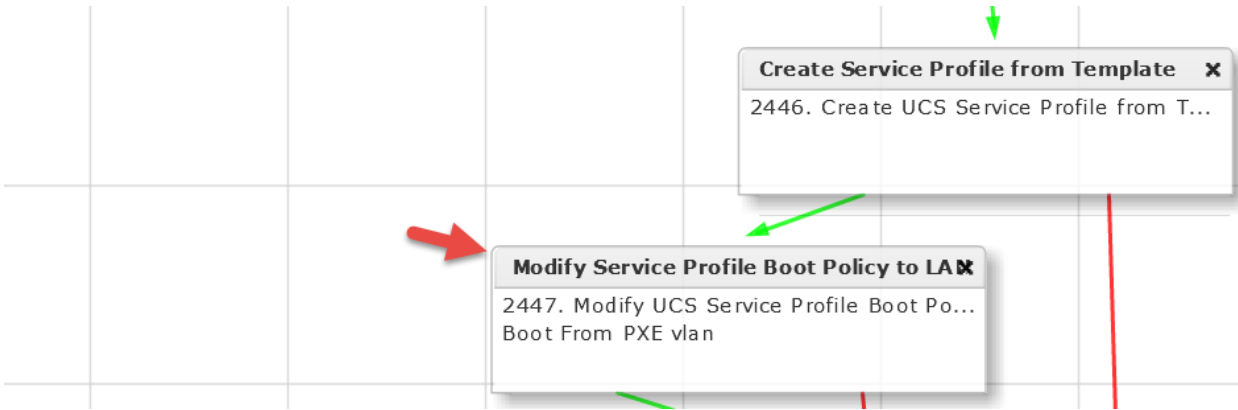 Create Service Profile from Template
2446. Create UCS Service Profile from T...
Modify Service Profile Boot Policy to LA
2447. Modify UCS Service Profile Boot Po...
Boot From PXE vlan